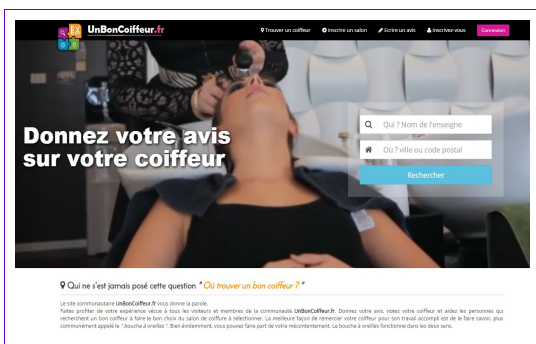 UnBonCoiffeur.fr
Trouver un coiffeur Inscrire un salon Ecrire un avis Inscrivez-vous Connexion
Donnez votre avis
sur votre coiffeur
Qui ? Nom de l'enseigne
Où ? ville ou code postal
Rechercher
Qui ne s'est jamais posé cette question " Où trouver un bon coiffeur ? "
Le site communautaire UnBonCoiffeur.fr vous donne la parole.
Faites profiter de votre expérience vécue à tous les visiteurs et membres de la communauté UnBonCoiffeur.fr. Donnez votre avis, notez votre coiffeur et aidez les personnes qui
recherchent un bon coiffeur à faire le bon choix du salon de coiffure à sélectionner. La meilleure façon de remercier votre coiffeur pour son travail accompli est de le faire savoir, plus
communément appelé le " bouche à oreilles ". Bien évidemment, vous pouvez faire part de votre mécontentement. Le bouche à oreilles fonctionne dans les deux sens.